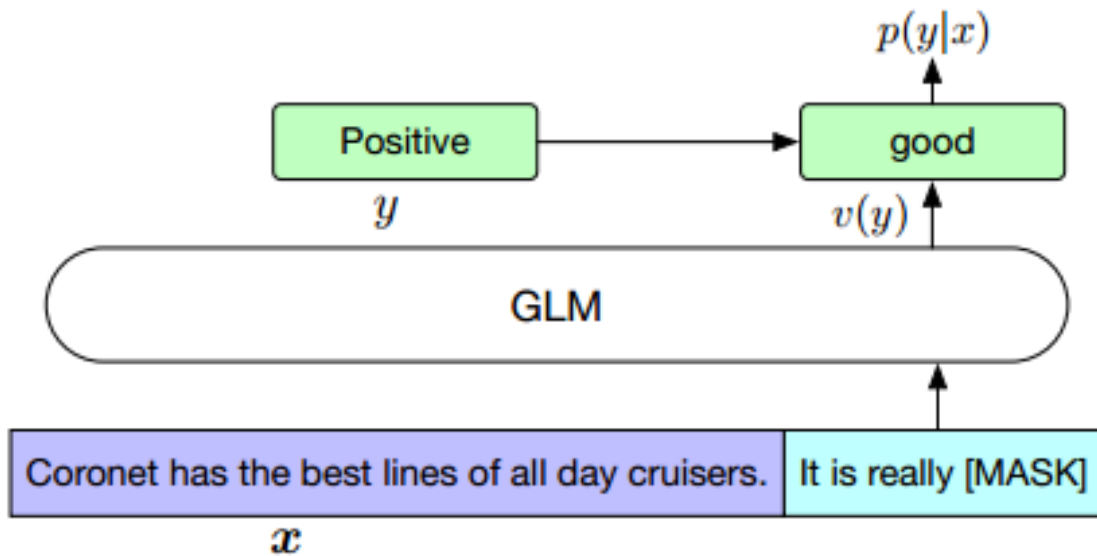 p(y|x)
Positive
good
y
v(y)
GLM
Coronet has the best lines of all day cruisers.
It is really [MASK]
x